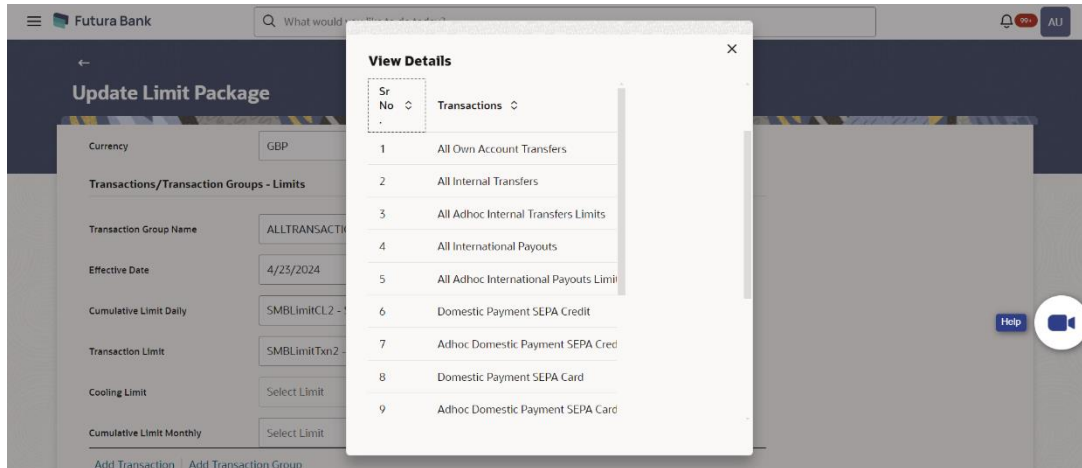 Futura Bank
What would
99+
AU
Update Limit Package
Currency
GBP
Transactions/Transaction Groups - Limits
Transaction Group Name
Effective Date
4/23/2024
Cumulative Limit Daily
SMBLimitCL2 -
Transaction Limit
SMBLimitTxn2 -
Cooling Limit
Select Limit
Cumulative Limit Monthly
Select Limit
Add Transaction | Add Transaction Group
View Details
Sr No . Transactions
1 All Own Account Transfers
2 All Internal Transfers
3 All Adhoc Internal Transfers Limits
4 All International Payouts
5 All Adhoc International Payouts
6 Domestic Payment SEPA Credit
7 Adhoc Domestic Payment SEPA
8 Domestic Payment SEPA Card
9 Adhoc Domestic Payment SEPA Card
Help